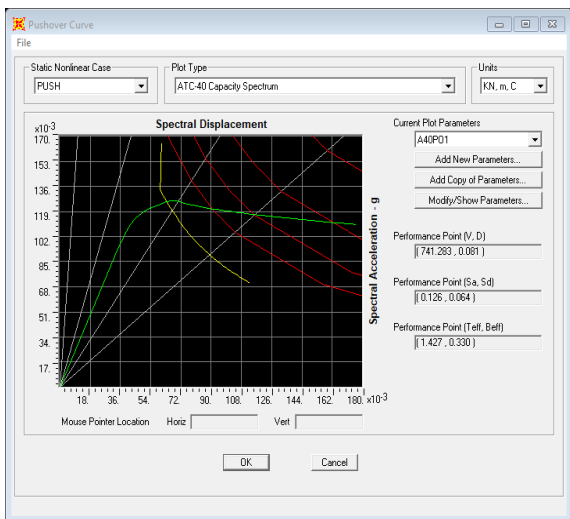 Pushover Curve
File
Static Nonlinear Case
PUSH
Plot Type
ATC-40 Capacity Spectrum
Units
KN, m, C
Spectral Displacement
x10-3
170.
153.
136.
119.
102.
85.
68.
51.
34.
17.
18. 36. 54. 72. 90. 108. 126. 144. 162. 180. x10-3
Spectral Acceleration - g
Mouse Pointer Location Horiz Vert
Current Plot Parameters
A40PO1
Add New Parameters...
Add Copy of Parameters...
Modify/Show Parameters...
Performance Point (V, D)
( 741.283 , 0.081 )
Performance Point (Sa, Sd)
( 0.126 , 0.064 )
Performance Point (Teff, Beff)
( 1.427 , 0.330 )
OK
Cancel